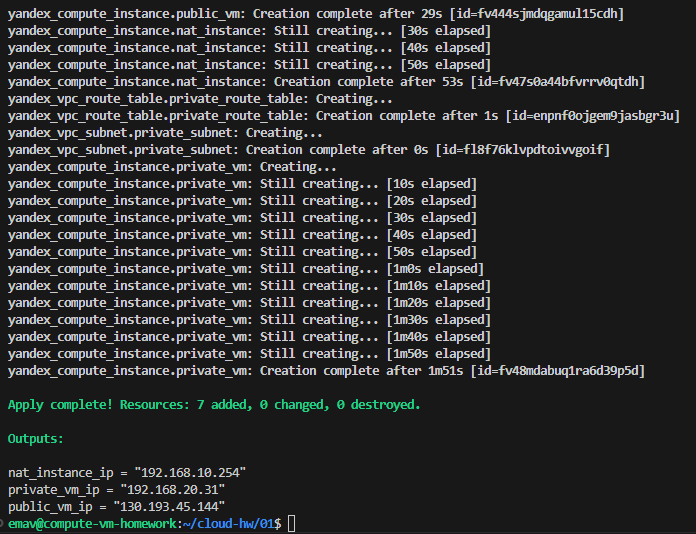 yandex_compute_instance.public_vm: Creation complete after 29s [id=fv444sjmdqgamul15cdh]
yandex_compute_instance.nat_instance: Still creating... [30s elapsed]
yandex_compute_instance.nat_instance: Still creating... [40s elapsed]
yandex_compute_instance.nat_instance: Still creating... [50s elapsed]
yandex_compute_instance.nat_instance: Creation complete after 53s [id=fv47s0a44bfvrrv0qtdh]
yandex_vpc_route_table.private_route_table: Creating...
yandex_vpc_route_table.private_route_table: Creation complete after 1s [id=enpnf0ojgem9jasbgr3u]
yandex_vpc_subnet.private_subnet: Creating...
yandex_vpc_subnet.private_subnet: Creation complete after 0s [id=fl8f76klvpdtoivvgoif]
yandex_compute_instance.private_vm: Creating...
yandex_compute_instance.private_vm: Still creating... [10s elapsed]
yandex_compute_instance.private_vm: Still creating... [20s elapsed]
yandex_compute_instance.private_vm: Still creating... [30s elapsed]
yandex_compute_instance.private_vm: Still creating... [40s elapsed]
yandex_compute_instance.private_vm: Still creating... [50s elapsed]
yandex_compute_instance.private_vm: Still creating... [1m0s elapsed]
yandex_compute_instance.private_vm: Still creating... [1m10s elapsed]
yandex_compute_instance.private_vm: Still creating... [1m20s elapsed]
yandex_compute_instance.private_vm: Still creating... [1m30s elapsed]
yandex_compute_instance.private_vm: Still creating... [1m40s elapsed]
yandex_compute_instance.private_vm: Still creating... [1m50s elapsed]
yandex_compute_instance.private_vm: Creation complete after 1m51s [id=fv48mdabuq1ra6d39p5d]
Apply complete! Resources: 7 added, 0 changed, 0 destroyed.
Outputs:
nat_instance_ip = "192.168.10.254"
private_vm_ip = "192.168.20.31"
public_vm_ip = "130.193.45.144"
emav@compute-vm-homework:~/cloud-hw/01$